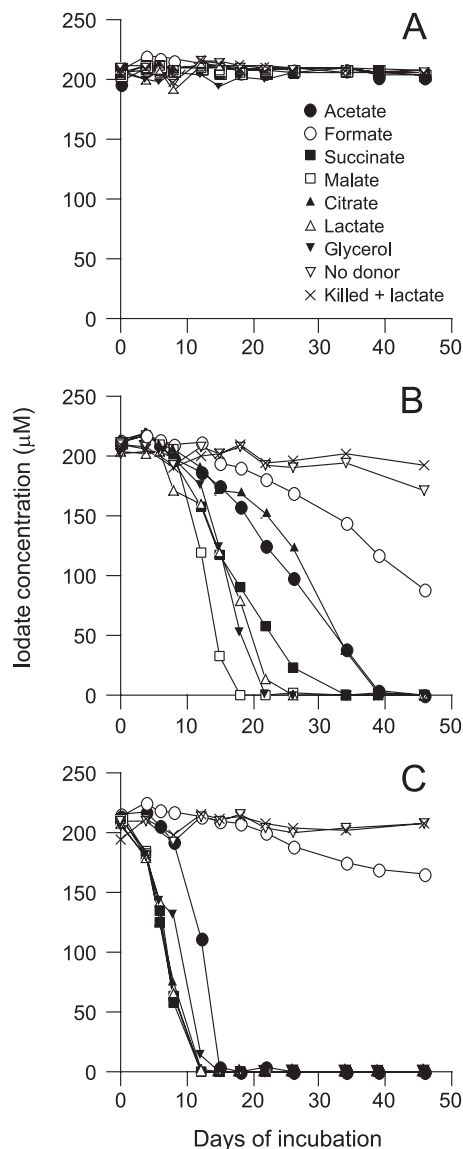 A
250
200
150
100
50
0
Acetate
Formate
Succinate
Malate
Citrate
Lactate
Glycerol
No donor
Killed + lactate
0 10 20 30 40 50
B
250
200
150
100
50
0
0 10 20 30 40 50
Iodate concentration (μM)
C
250
200
150
100
50
0
0 10 20 30 40 50
Days of incubation